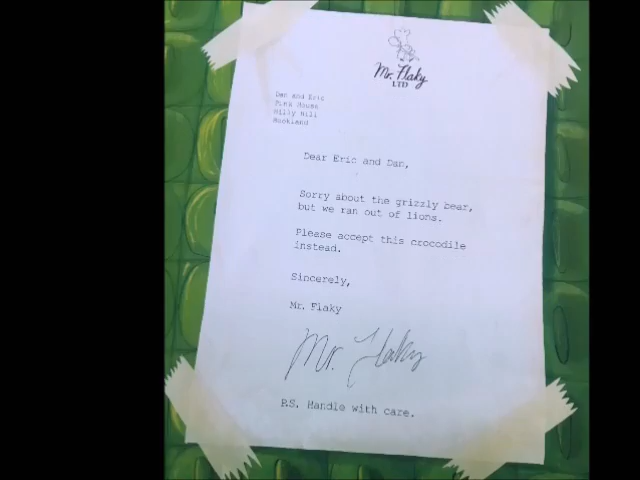 Mr. Flaky
LTD
Dan and Eric
Pink House
Hilly Hill
Bookland
Dear Eric and Dan,
Sorry about the grizzly bear,
but we ran out of lions.
Please accept this crocodile
instead.
Sincerely,
Mr. Flaky
Mr. Flaky
P.S. Handle with care.